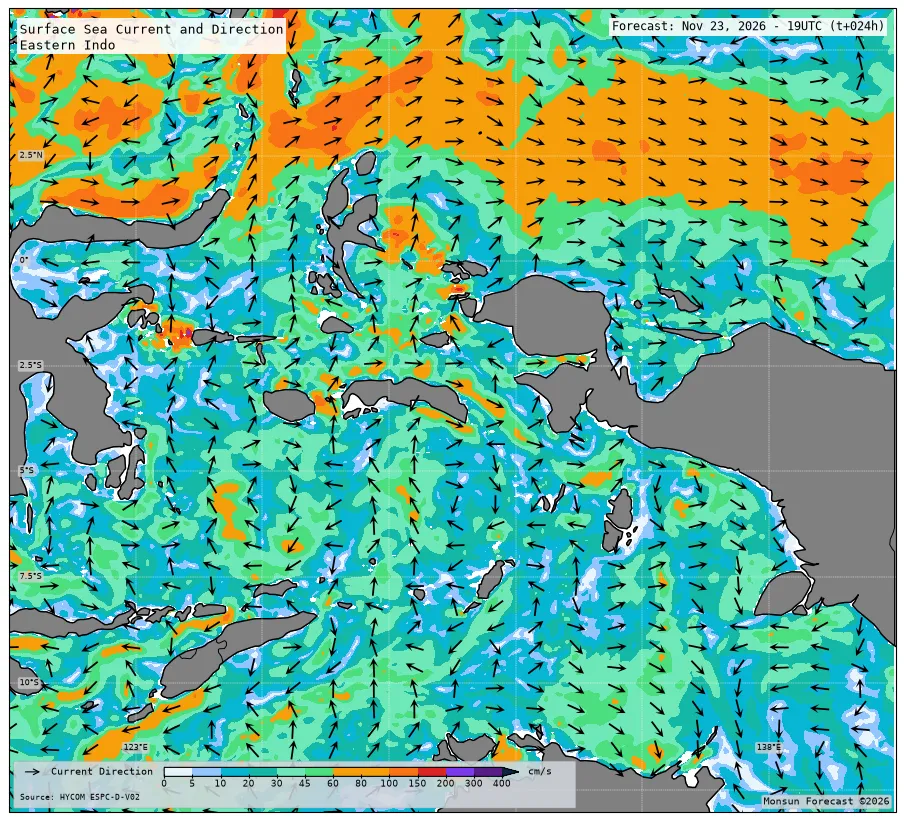 Surface Sea Current and Direction
Eastern Indo
Forecast: Nov 23, 2026 - 19UTC (t+024h)
2.5°N
0°
2.5°S
5°S
7.5°S
10°S
123°E
138°E
Current Direction
0 5 10 20 30 45 60 80 100 150 200 300 400
cm/s
Source: HYCOM ESPC-D-V02
Monsun Forecast ©2026